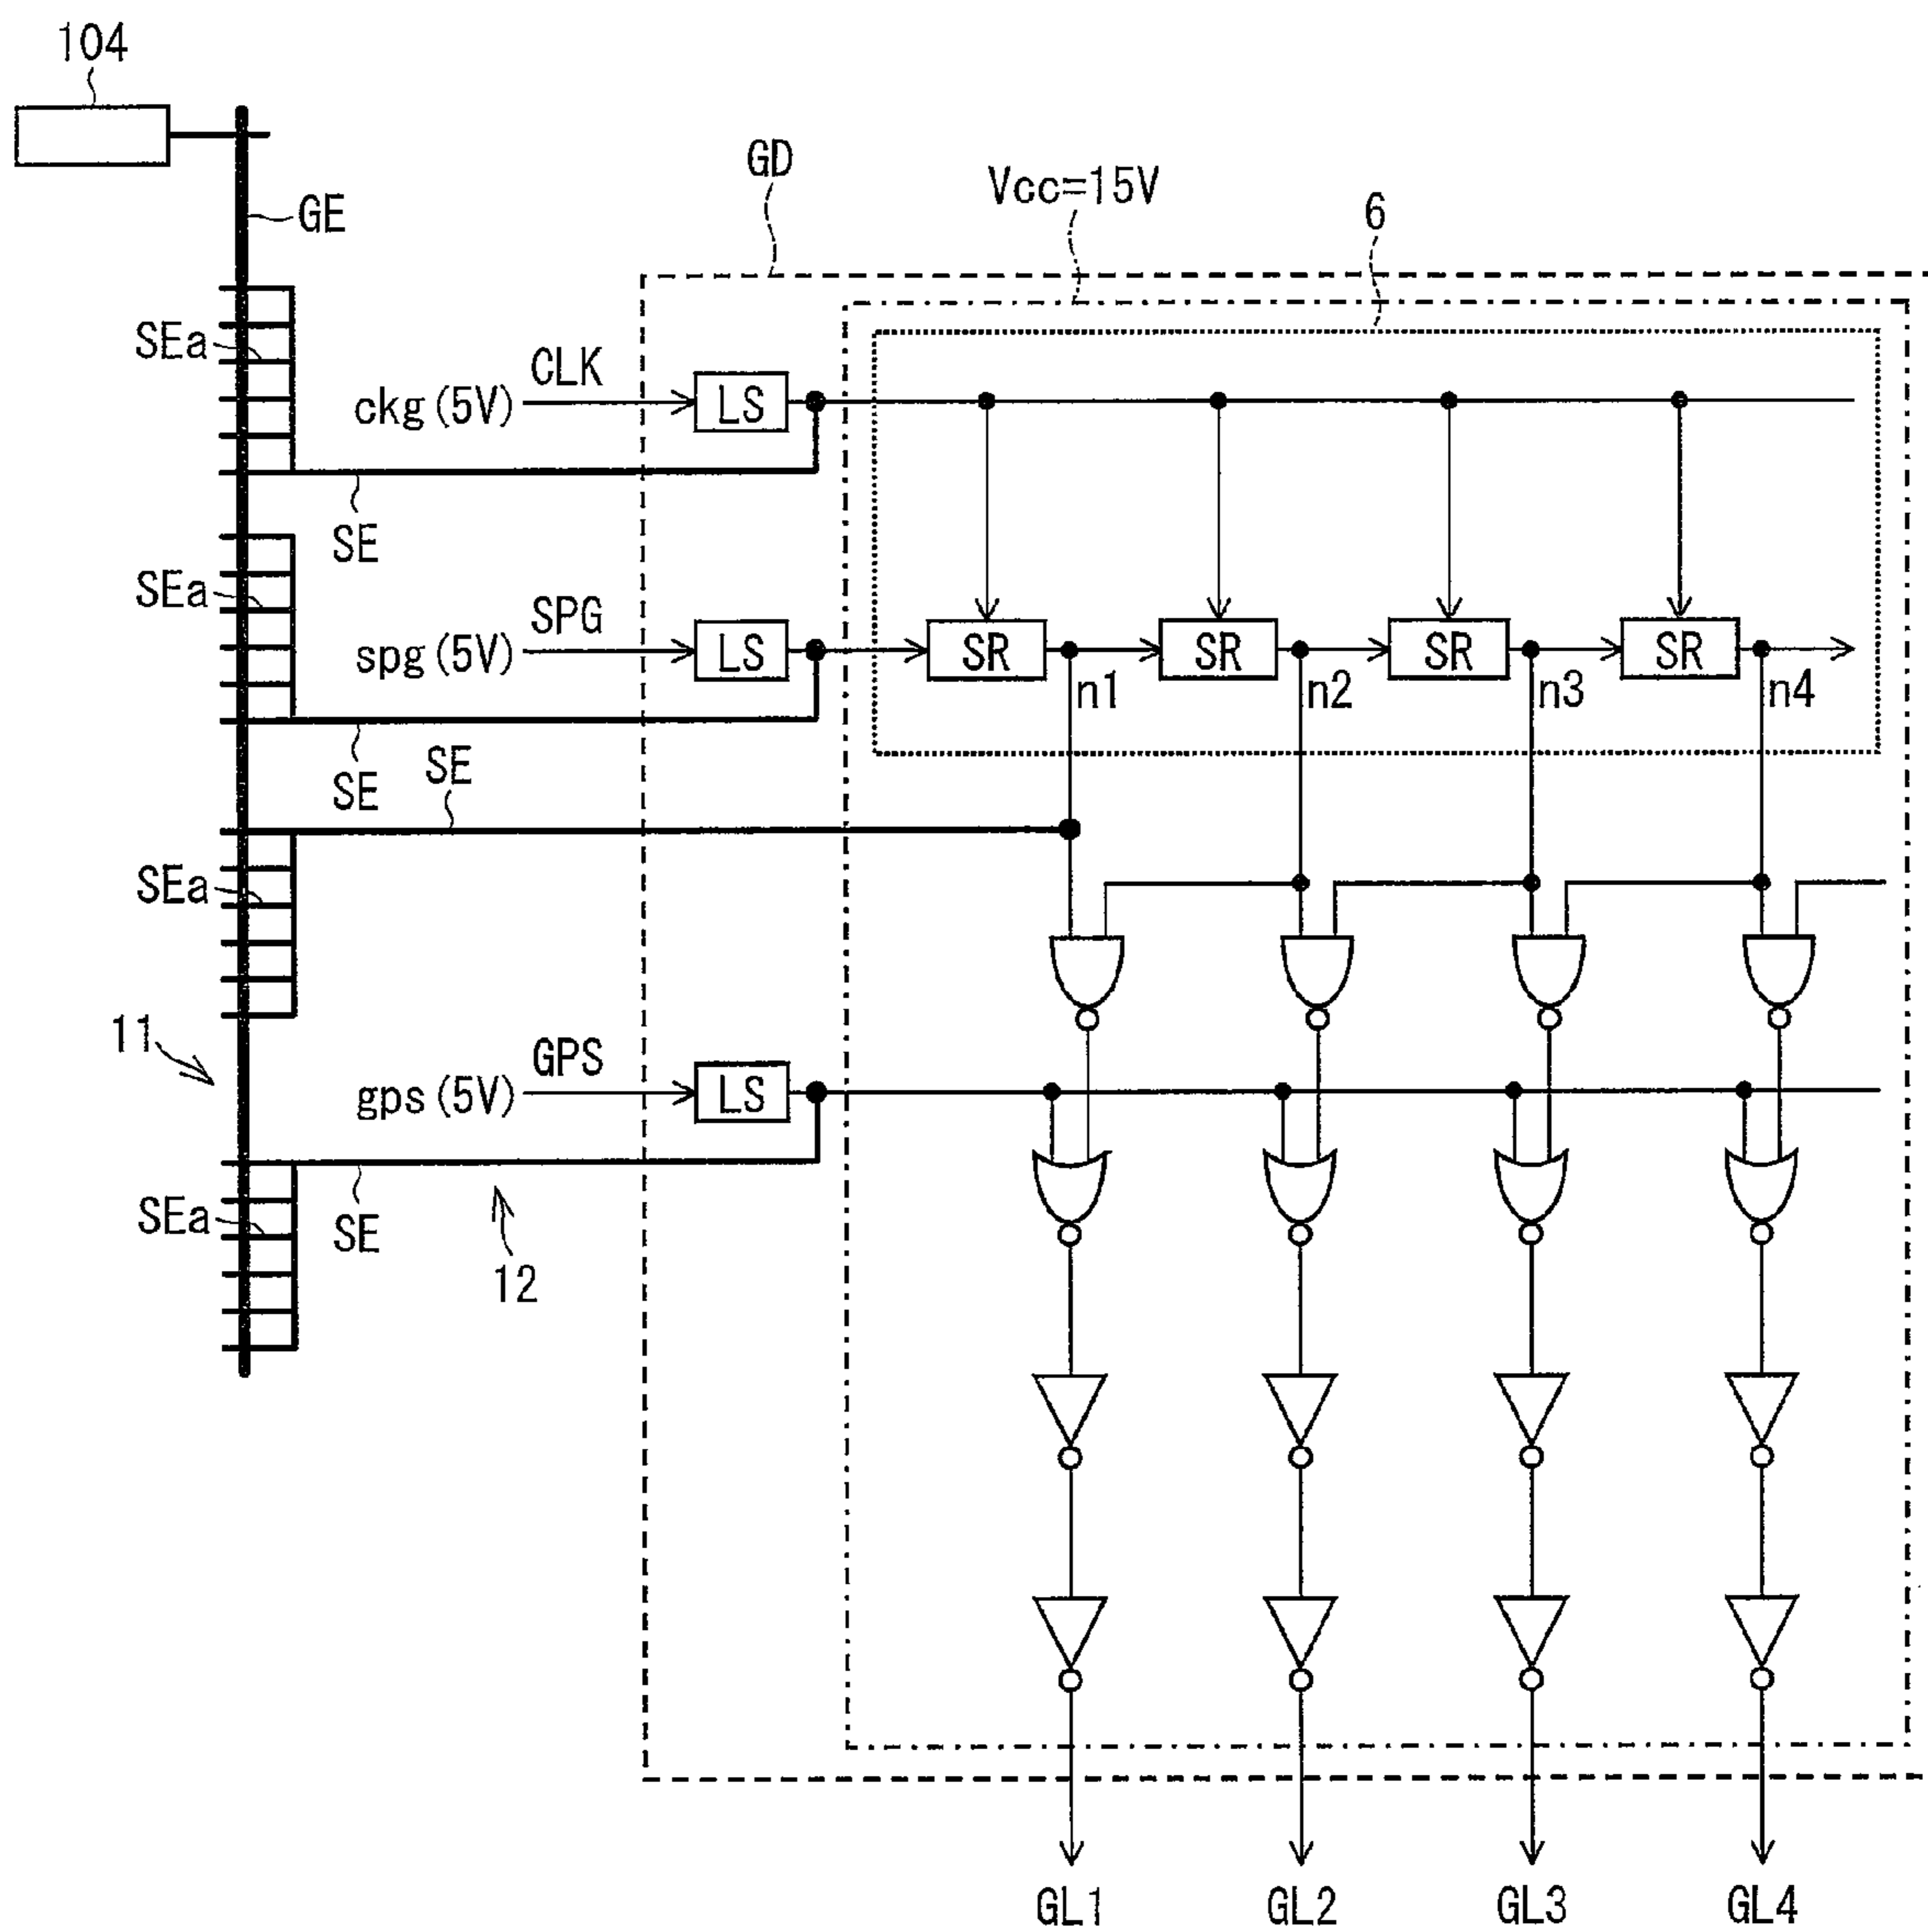 104
GE
GD
Vcc=15V
6
SEa
CLK
ckg(5V)
LS
SE
SEa
SPG
spg(5V)
LS
SR
SR
SR
SR
n1
n2
n3
n4
SE
SE
SEa
11
GPS
gps(5V)
LS
SEa
SE
12
GL1
GL2
GL3
GL4